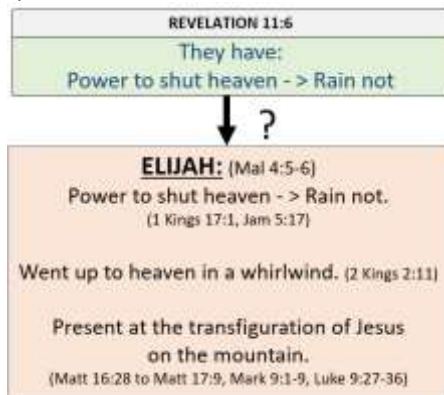 REVELATION 11:6
They have:
Power to shut heaven - > Rain not
?
ELIJAH: (Mal 4:5-6)
Power to shut heaven - > Rain not.
(1 Kings 17:1, Jam 5:17)
Went up to heaven in a whirlwind. (2 Kings 2:11)
Present at the transfiguration of Jesus
on the mountain.
(Matt 16:28 to Matt 17:9, Mark 9:1-9, Luke 9:27-36)